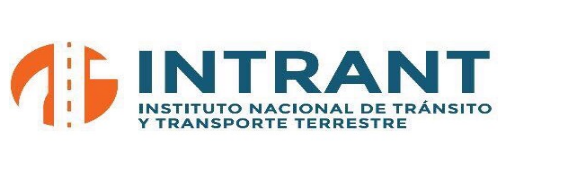 INTRANT
INSTITUTO NACIONAL DE TRÁNSITO
Y TRANSPORTE TERRESTRE